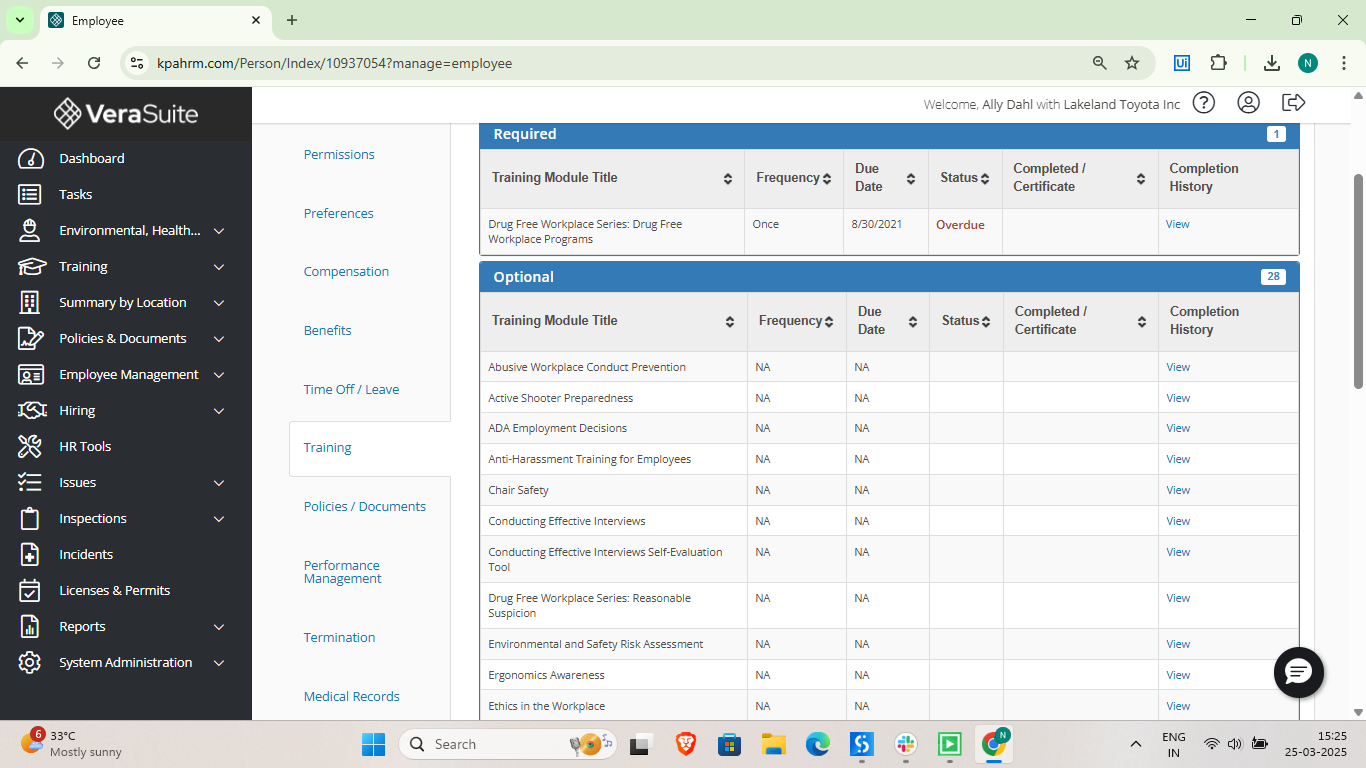 Employee
kpahrm.com/Person/Index/10937054?manage=employee
Ui
N
VeraSuite
Welcome, Ally Dahl with Lakeland Toyota Inc
?
Dashboard
Tasks
Environmental, Health...
Training
Summary by Location
Policies & Documents
Employee Management
Hiring
HR Tools
Issues
Inspections
Incidents
Licenses & Permits
Reports
System Administration
Permissions
Preferences
Compensation
Benefits
Time Off / Leave
Training
Policies / Documents
Performance
Management
Termination
Medical Records
Required 1
Training Module Title Frequency Due Date Status Completed / Certificate Completion History
Drug Free Workplace Series: Drug Free Once 8/30/2021 Overdue View
Workplace Programs
Optional 28
Training Module Title Frequency Due Date Status Completed / Certificate Completion History
Abusive Workplace Conduct Prevention NA NA View
Active Shooter Preparedness NA NA View
ADA Employment Decisions NA NA View
Anti-Harassment Training for Employees NA NA View
Chair Safety NA NA View
Conducting Effective Interviews NA NA View
Conducting Effective Interviews Self-Evaluation NA NA View
Tool
Drug Free Workplace Series: Reasonable NA NA View
Suspicion
Environmental and Safety Risk Assessment NA NA View
Ergonomics Awareness NA NA View
Ethics in the Workplace NA NA View
6
33°C
Mostly sunny
Search
S
N
ENG
IN
15:25
25-03-2025